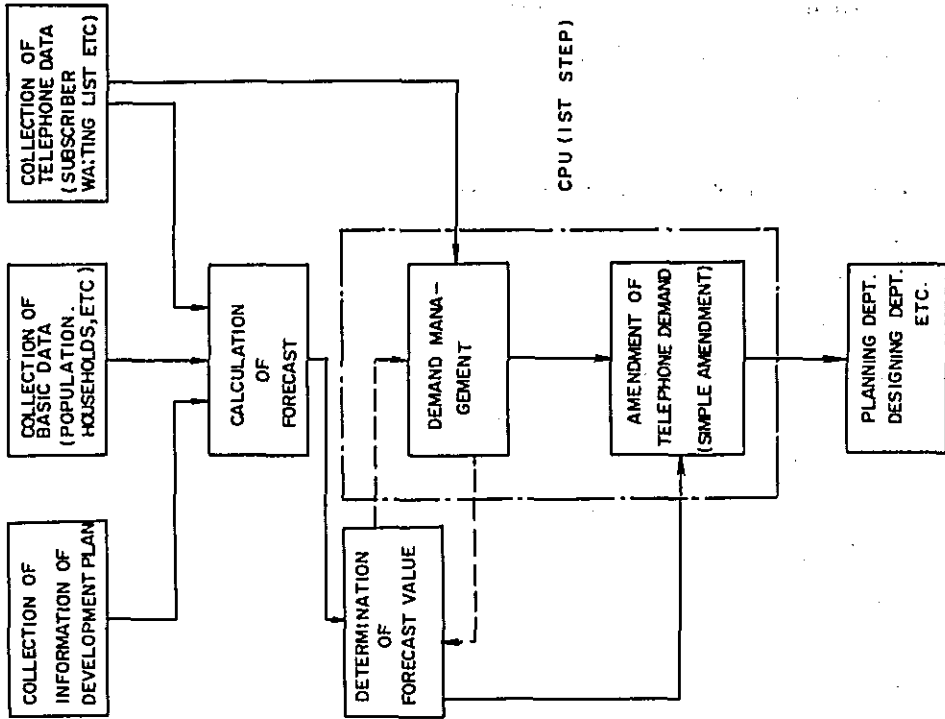 COLLECTION OF
INFORMATION OF
DEVELOPMENT PLAN
COLLECTION OF
BASIC DATA
(POPULATION.
HOUSEHOLDS,ETC)
COLLECTION OF
TELEPHONE DATA
(SUBSCRIBER
WAITING LIST ETC)
CALCULATION
OF
FORECAST
DETERMINATION
OF
FORECAST VALUE
DEMAND MANA-
GEMENT
CPU (1ST STEP)
AMENDMENT OF
TELEPHONE DEMAND
(SIMPLE AMENDMENT)
PLANNING DEPT.
DESIGNING DEPT.
ETC.